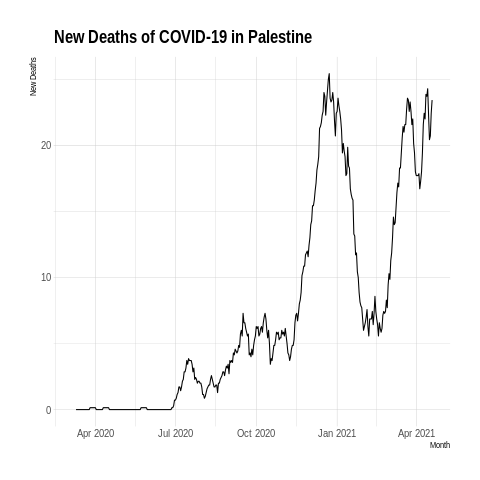 New Deaths of COVID-19 in Palestine
New Deaths
20
10
0
Apr 2020 Jul 2020 Oct 2020 Jan 2021 Apr 2021
Month